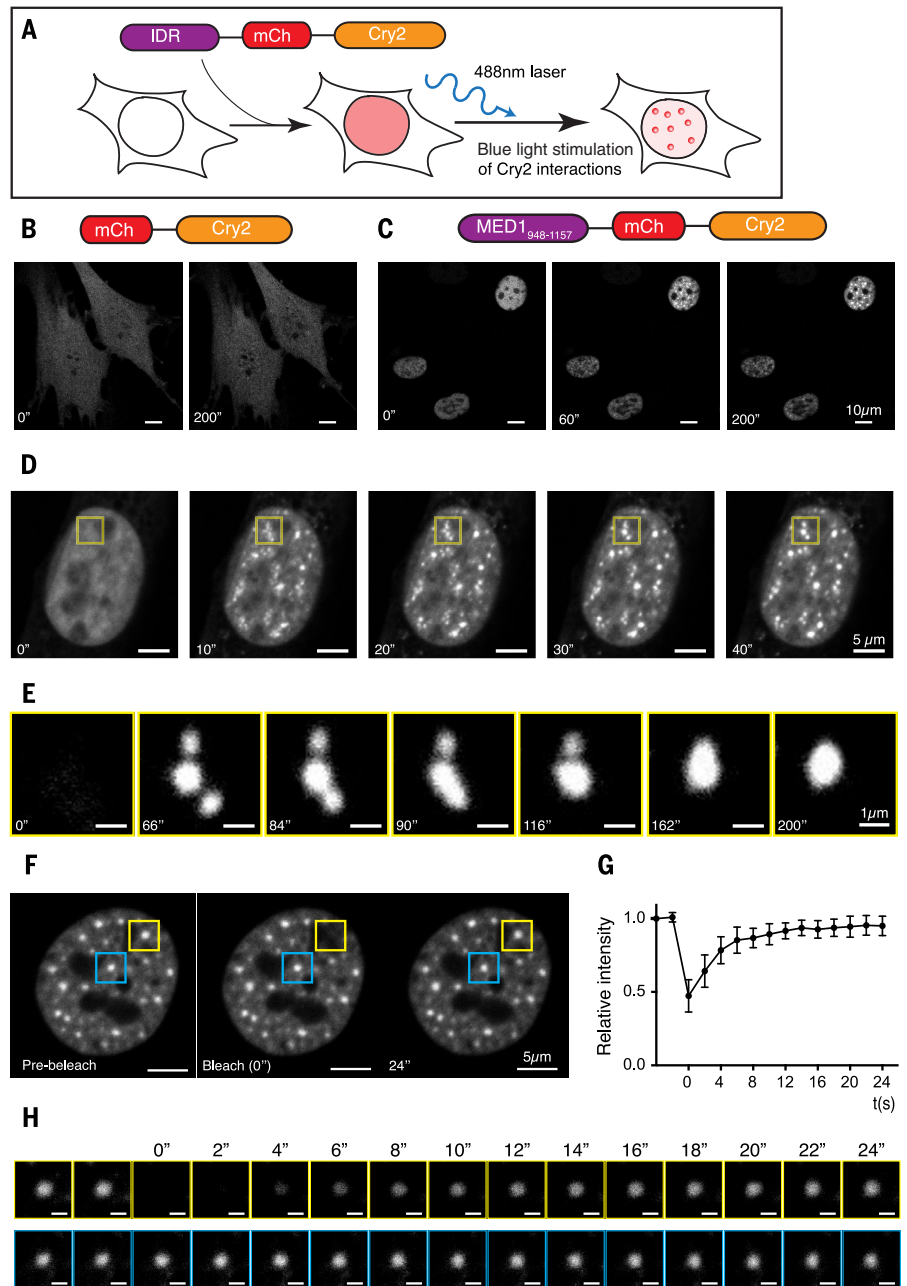 A
IDR mCh Cry2
488nm laser
Blue light stimulation
of Cry2 interactions
B
mCh Cry2
C
MED1948-1157 mCh Cry2
0” 200”
0” 60” 200” 10µm
D
0” 10” 20” 30” 40” 5 µm
E
0” 66” 84” 90” 116” 162” 200” 1µm
F
Pre-beleach Bleach (0”) 24” 5µm
G
Relative intensity
1.0
0.5
0.0
0 4 8 12 16 20 24
t(s)
H
0” 2” 4” 6” 8” 10” 12” 14” 16” 18” 20” 22” 24”